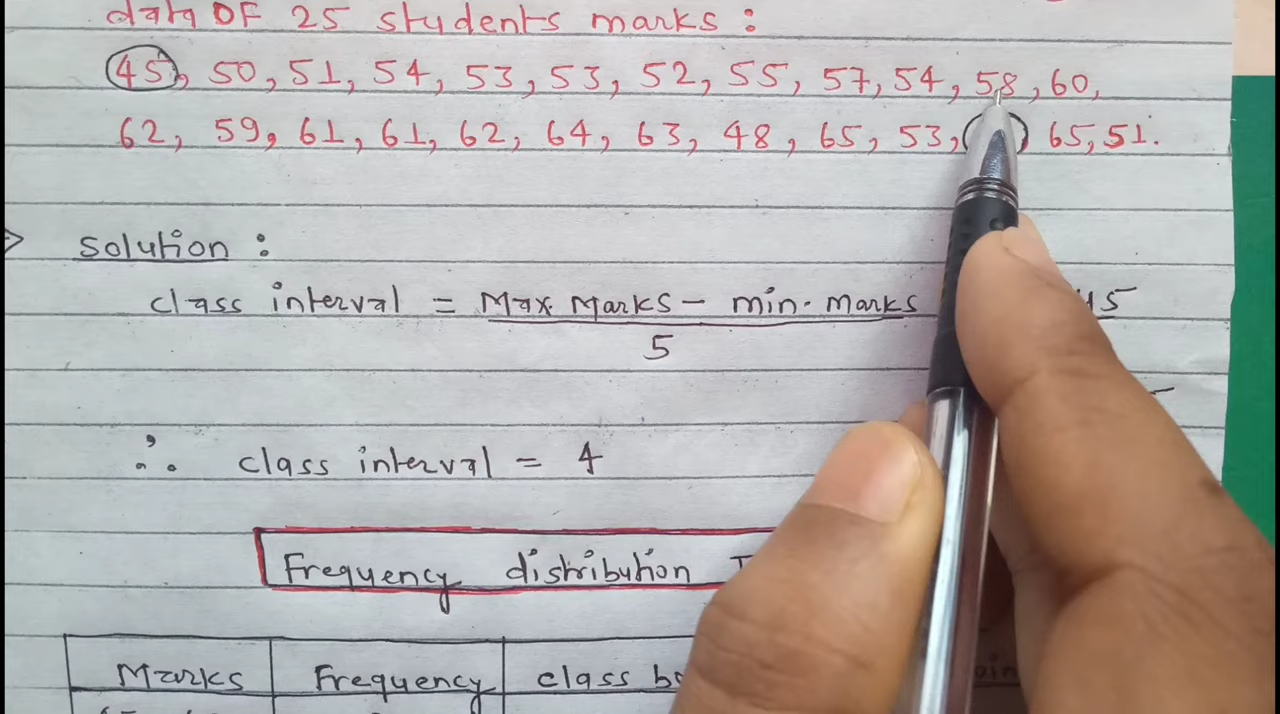 data OF 25 students marks :
45, 50, 51, 54, 53, 53, 52, 55, 57, 54, 58, 60,
62, 59, 61, 61, 62, 64, 63, 48, 65, 53, 65, 51.
Solution :
class interval = Max. Marks - min. marks
5
∴ class interval = 4
Frequency distribution
Marks Frequency class